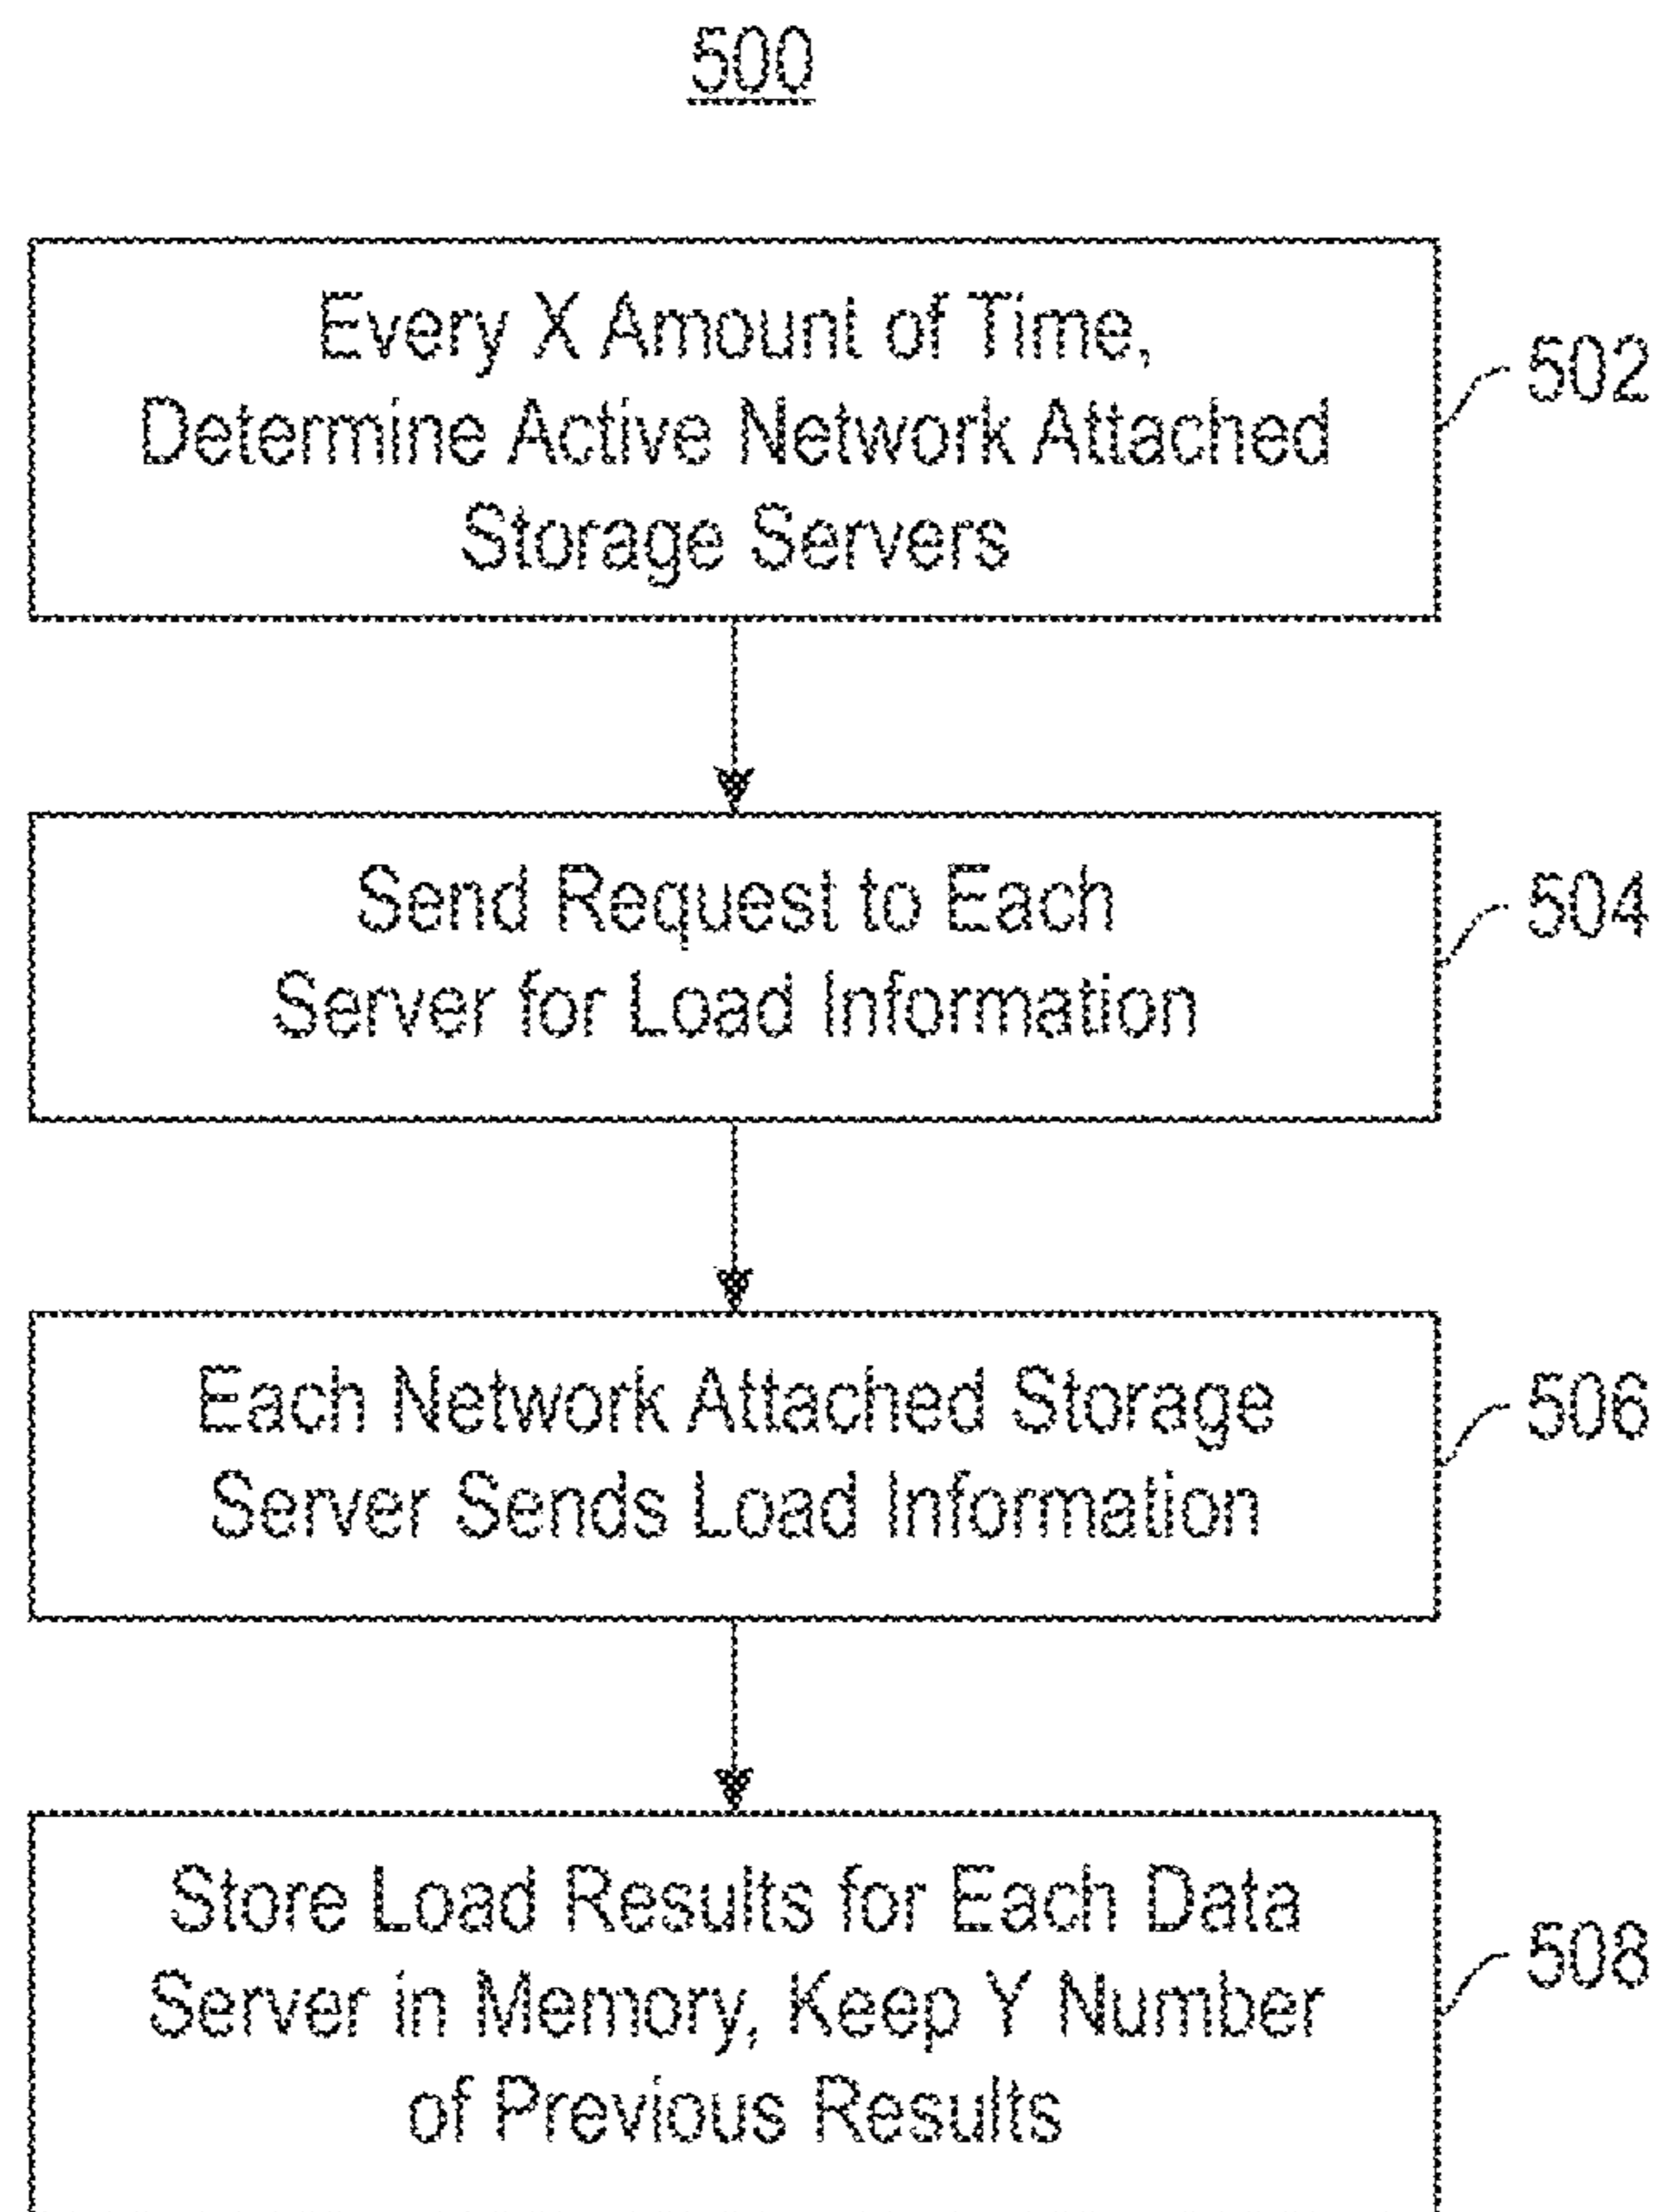 500
Every X Amount of Time,
Determine Active Network Attached
Storage Servers
502
Send Request to Each
Server for Load Information
504
Each Network Attached Storage
Server Sends Load Information
506
Store Load Results for Each Data
Server in Memory, Keep Y Number
of Previous Results
508